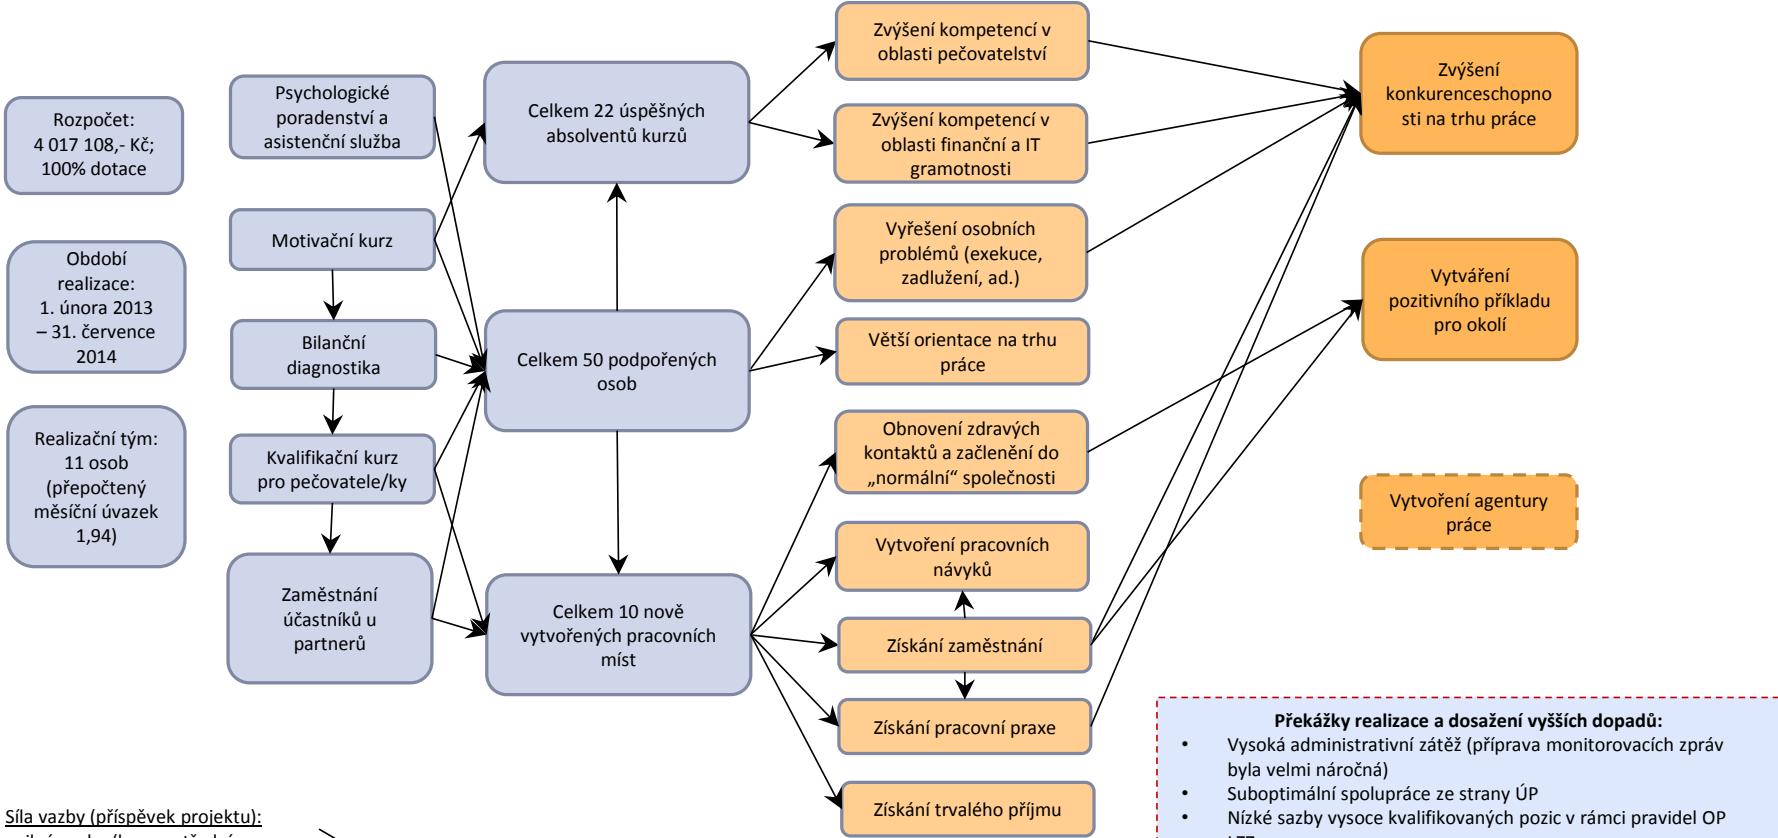 Rozpočet:
4 017 108,- Kč;
100% dotace
Období
realizace:
1. února 2013
– 31. července
2014
Realizační tým:
11 osob
(přepočtený
měsíční úvazek
1,94)
Psychologické
poradenství a
asistenční služba
Motivační kurz
Bilanční
diagnostika
Kvalifikační kurz
pro pečovatele/ky
Zaměstnání
účastníků u
partnerů
Celkem 22 úspěšných
absolventů kurzů
Celkem 50 podpořených
osob
Celkem 10 nově
vytvořených pracovních
míst
Zvýšení kompetencí v
oblasti pečovatelství
Zvýšení kompetencí v
oblasti finanční a IT
gramotnosti
Vyřešení osobních
problémů (exekuce,
zadlužení, ad.)
Větší orientace na trhu
práce
Obnovení zdravých
kontaktů a začlenění do
„normální“ společnosti
Vytvoření pracovních
návyků
Získání zaměstnání
Získání pracovní praxe
Získání trvalého příjmu
Zvýšení
konkurenceschopno
sti na trhu práce
Vytváření
pozitivního příkladu
pro okolí
Vytvoření agentury
práce
Překážky realizace a dosažení vyšších dopadů:
• Vysoká administrativní zátěž (příprava monitorovacích zpráv
byla velmi náročná)
• Suboptimální spolupráce ze strany ÚP
• Nízké sazby vysoce kvalifikovaných pozic v rámci pravidel OP
Síla vazby (příspěvek projektu):